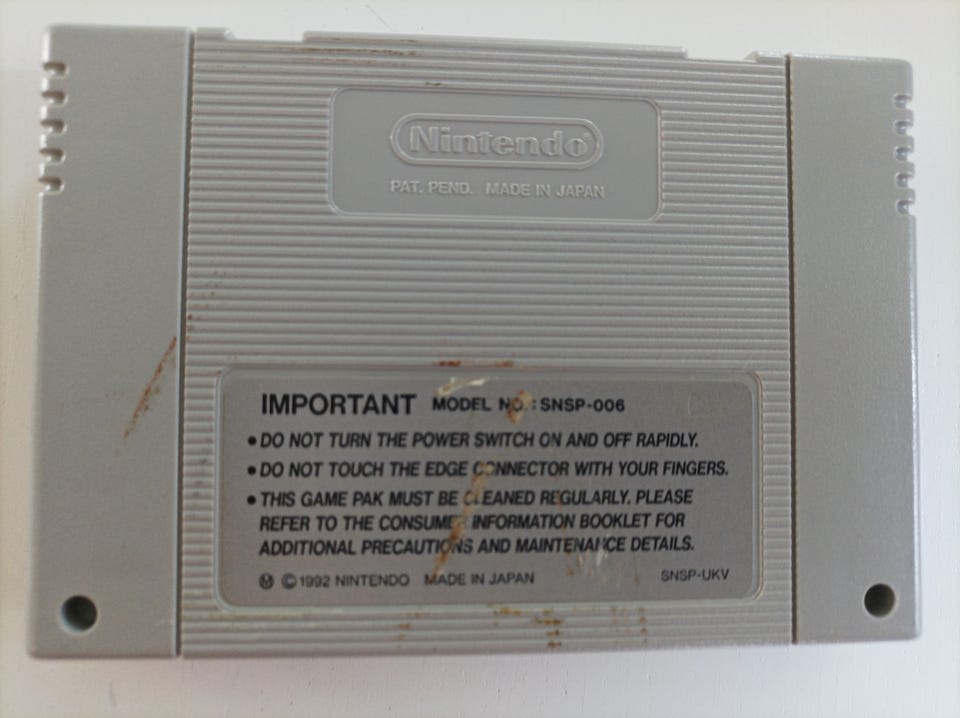 Nintendo®
PAT. PEND. MADE IN JAPAN
IMPORTANT MODEL NO.: SNSP-006
• DO NOT TURN THE POWER SWITCH ON AND OFF RAPIDLY.
• DO NOT TOUCH THE EDGE CONNECTOR WITH YOUR FINGERS.
• THIS GAME PAK MUST BE CLEANED REGULARLY. PLEASE
REFER TO THE CONSUMER INFORMATION BOOKLET FOR
ADDITIONAL PRECAUTIONS AND MAINTENANCE DETAILS.
Ⓜ ©1992 NINTENDO MADE IN JAPAN SNSP-UKV